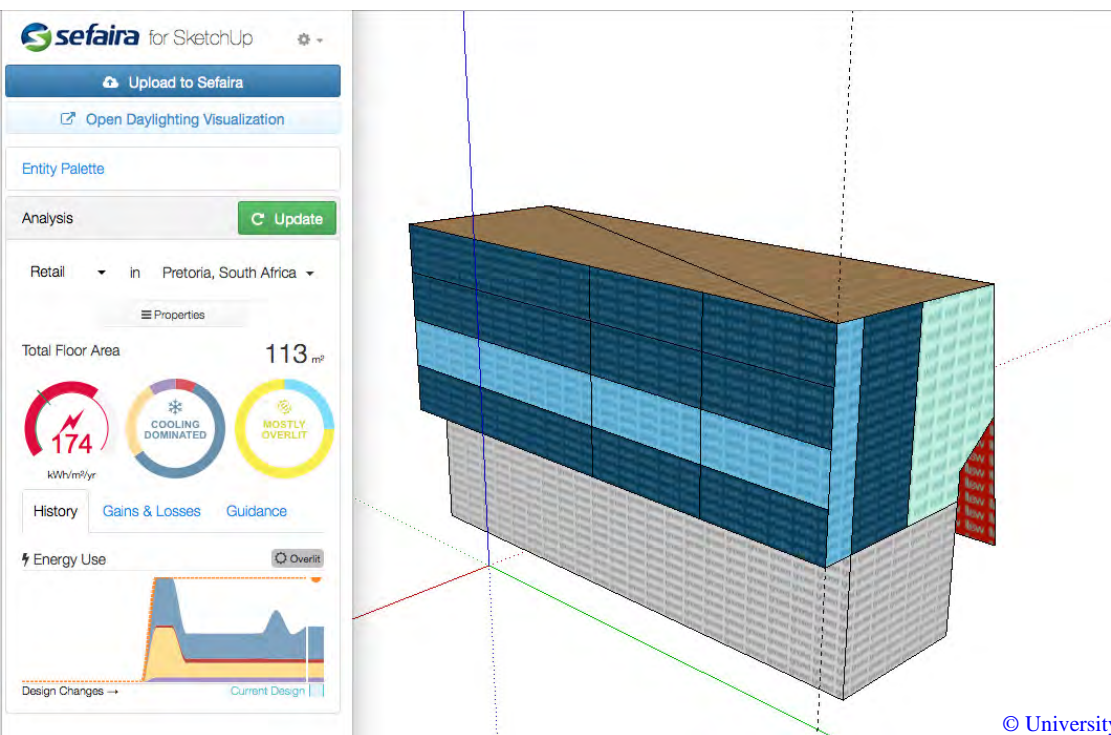 sefaira for SketchUp
Upload to Sefaira
Open Daylighting Visualization
Entity Palette
Analysis
Update
Retail in Pretoria, South Africa
Properties
Total Floor Area 113 m²
174
kWh/m²/yr
COOLING
DOMINATED
MOSTLY
OVERLIT
History Gains & Losses Guidance
Energy Use
Overlit
Design Changes →
Current Design
© University